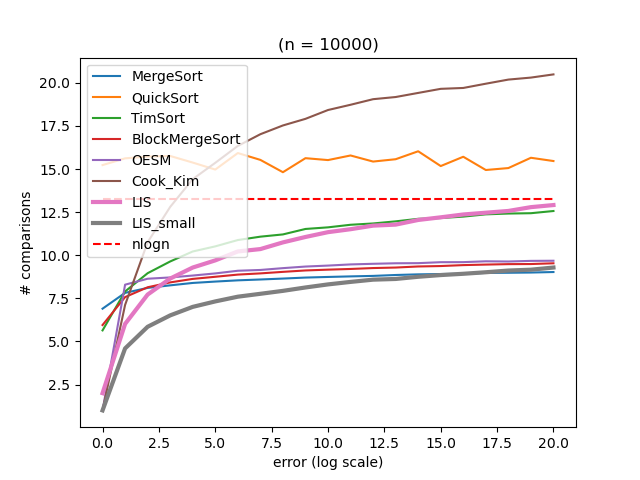 (n = 10000)
# comparisons
20.0
17.5
15.0
12.5
10.0
7.5
5.0
2.5
MergeSort
QuickSort
TimSort
BlockMergeSort
OESM
Cook_Kim
LIS
LIS_small
nlogn
0.0 2.5 5.0 7.5 10.0 12.5 15.0 17.5 20.0
error (log scale)